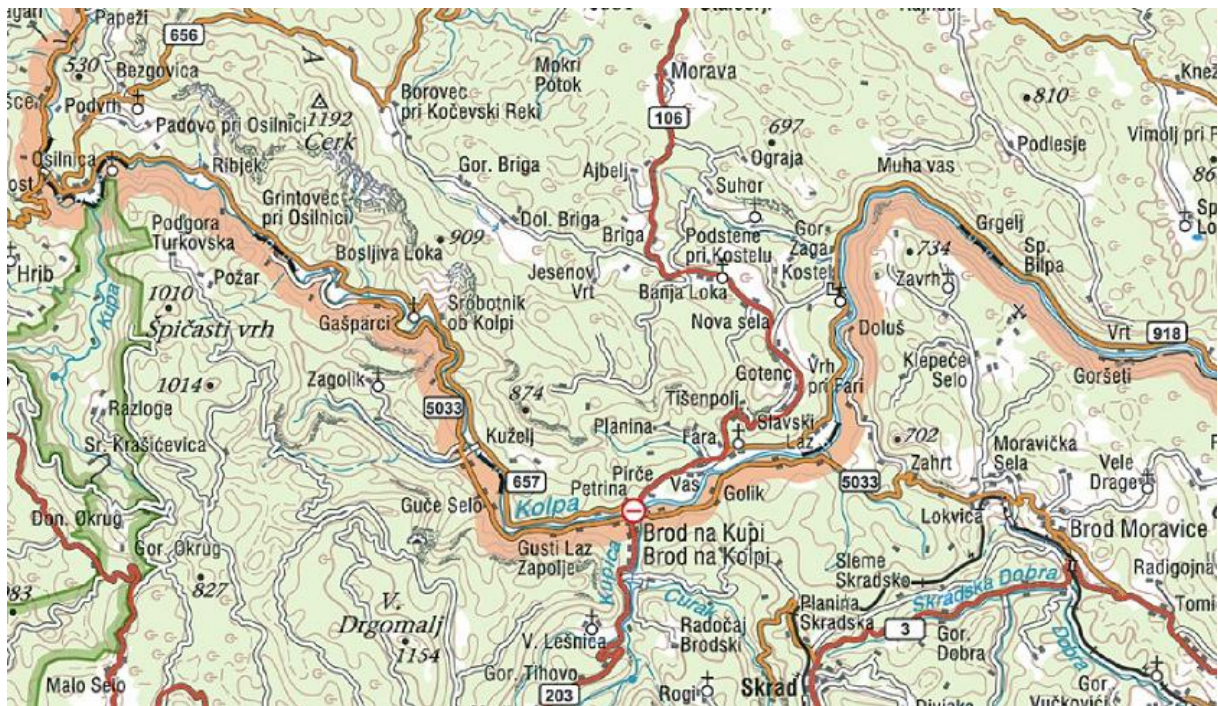 Papeži
656
A
530
Bezgovica
Podvrh
Padovo pri Osilnici
1192
Cerk
Borovec
pri Kočevski Reki
Mokri
Potok
Morava
106
697
Ograja
810
Podlesje
Vimolj pri
Osilnica
Ribjek
Grintovec
pri Osilnici
Gor. Briga
Ajbelj
Suhor
Muha vas
Hrib
Podgora
Turkovska
Požar
Bosljiva Loka
909
Dol. Briga
Briga
Podstene
pri Kostelu
Gor.
Žaga
Kostel
734
Zavrh
Grgelj
Sp.
Bilpa
Kupa
1010
Špičasti vrh
Gašparci
Srobotnik
ob Kolpi
Jesenov
Vrt
Banja Loka
Nova sela
Doluš
Vrt
918
1014
Zagolik
874
Gotenc
Vrh
pri Fari
Klepeče
Selo
Goršeti
Razloge
Sr. Krašićevica
5033
Kuželj
Planina
Tišenpolj
Fara
Slavski
Laz
702
Moravička
Sela
Zahrt
Vele
Drage
657
Pirče
Petrina
Vas
Golik
5033
Guče Selo
Kolpa
Brod na Kupi
Brod na Kolpi
Lokvica
Brod Moravice
Don. Okrug
Gor. Okrug
Gusti Laz
Zapolje
Kupica
Sleme
Skradsko
Skradska Dobra
Radigojna
827
V.
Drgomalj
1154
Curak
V. Lešnica
Radočaj
Brodski
Planina
Skradska
3
Gor.
Dobra
Dobra
Malo Selo
Gor. Tihovo
203
Rogi
Skrad
Gor.
Vučkovići